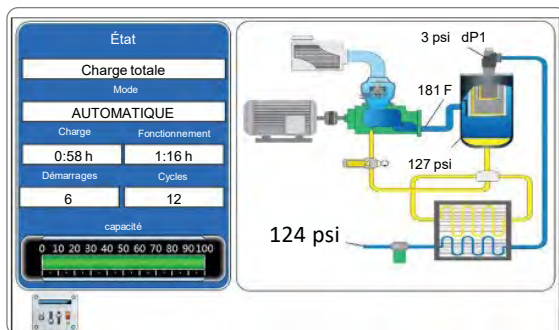 État
Charge totale
Mode
AUTOMATIQUE
Charge Fonctionnement
0:58 h 1:16 h
Démarrages Cycles
6 12
capacité
0 10 20 30 40 50 60 70 80 90 100
3 psi dP1
181 F
127 psi
124 psi